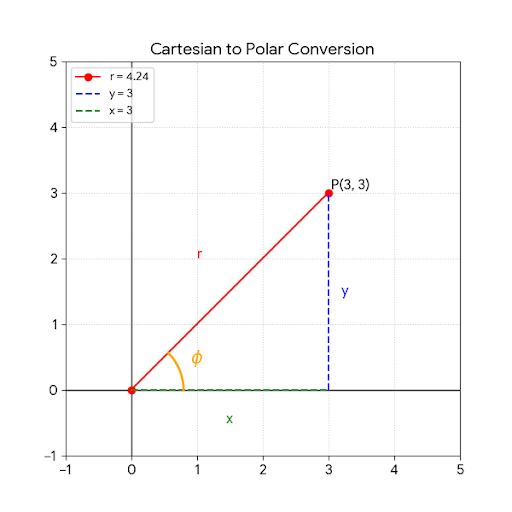 Cartesian to Polar Conversion
r = 4.24
y = 3
x = 3
5
4
3
2
1
0
−1
P(3, 3)
r
y
ϕ
x
−1 0 1 2 3 4 5